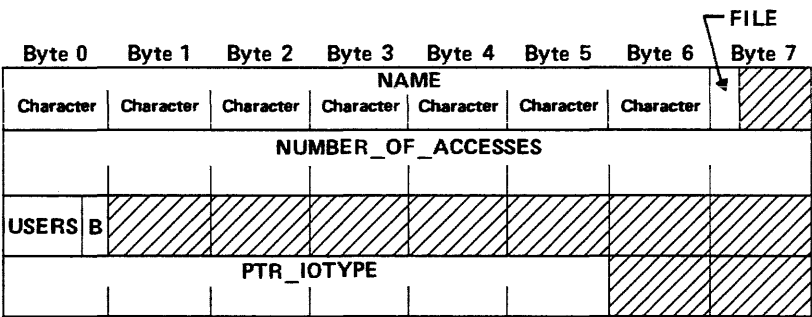 FILE
Byte 0 Byte 1 Byte 2 Byte 3 Byte 4 Byte 5 Byte 6 Byte 7
NAME
Character Character Character Character Character Character Character
NUMBER_OF_ACCESSES
USERS B
PTR_IOTYPE